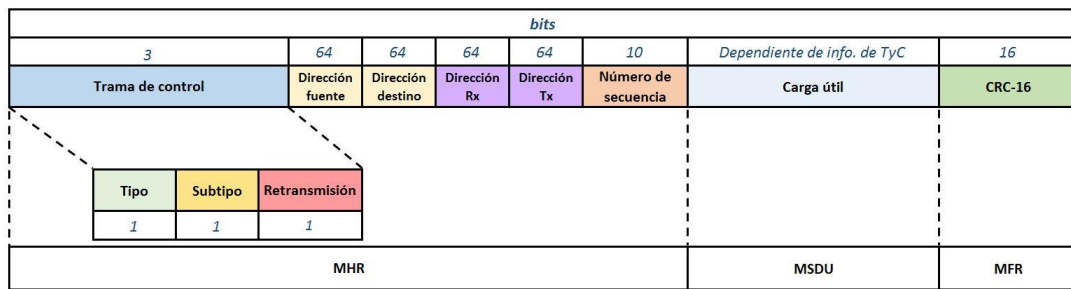 bits
3 64 64 64 64 10 Dependiente de info. de TyC 16
Trama de control Dirección fuente Dirección destino Dirección Rx Dirección Tx Número de secuencia Carga útil CRC-16
Tipo Subtipo Retransmisión
1 1 1
MHR MSDU MFR